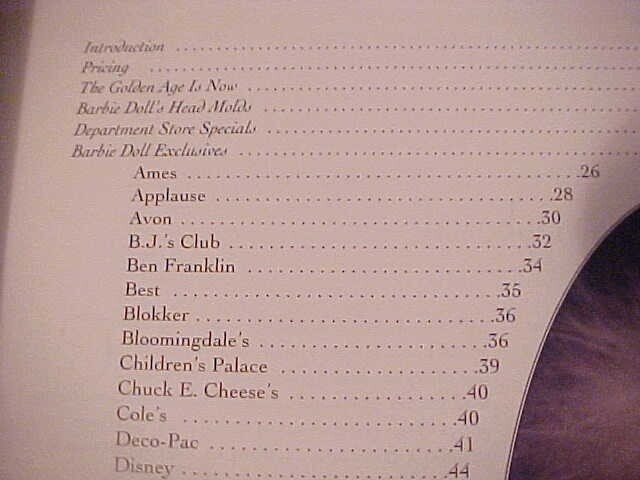 Introduction ..........................................................
Pricing ..........................................................
The Golden Age Is Now ..................................................
Barbie Doll's Head Molds ................................................
Department Store Specials ................................................
Barbie Doll Exclusives ..................................................
Ames ........................................26
Applause ..................................28
Avon ....................................30
B.J.'s Club ..............................32
Ben Franklin ............................34
Best ................................35
Blokker ..............................36
Bloomingdale's ........................36
Children's Palace .....................39
Chuck E. Cheese's ...................40
Cole's ............................40
Deco-Pac .........................41
Disney ..........................44